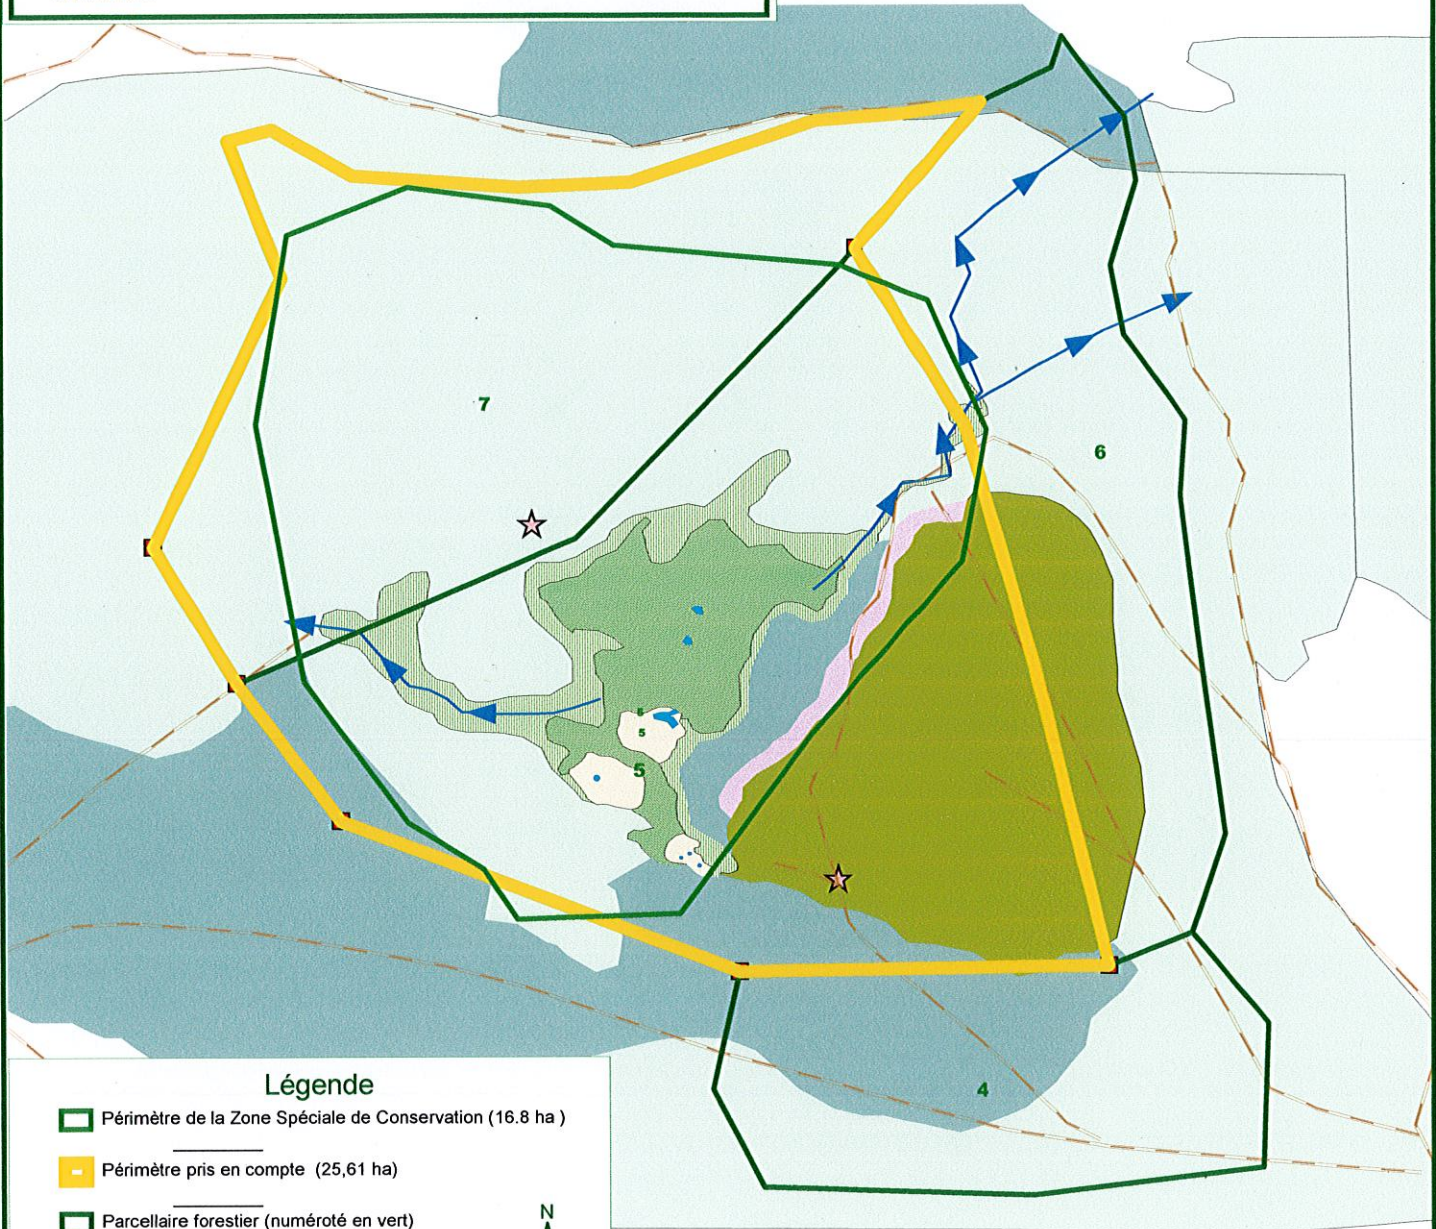 7
6
5
5
5
4
Légende
Périmètre de la Zone Spéciale de Conservation (16.8 ha )
Périmètre pris en compte (25,61 ha)
Parcellaire forestier (numéroté en vert)
N